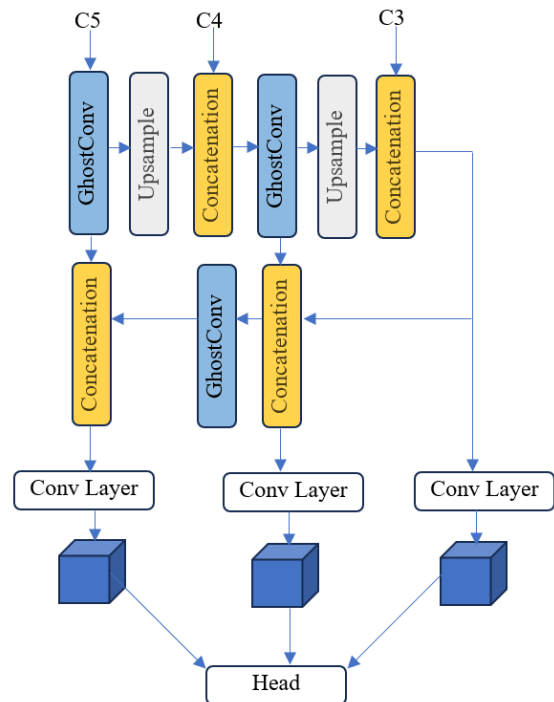 C5
C4
C3
GhostConv
Upsample
Concatenation
GhostConv
Upsample
Concatenation
Concatenation
GhostConv
Concatenation
Conv Layer
Conv Layer
Conv Layer
Head